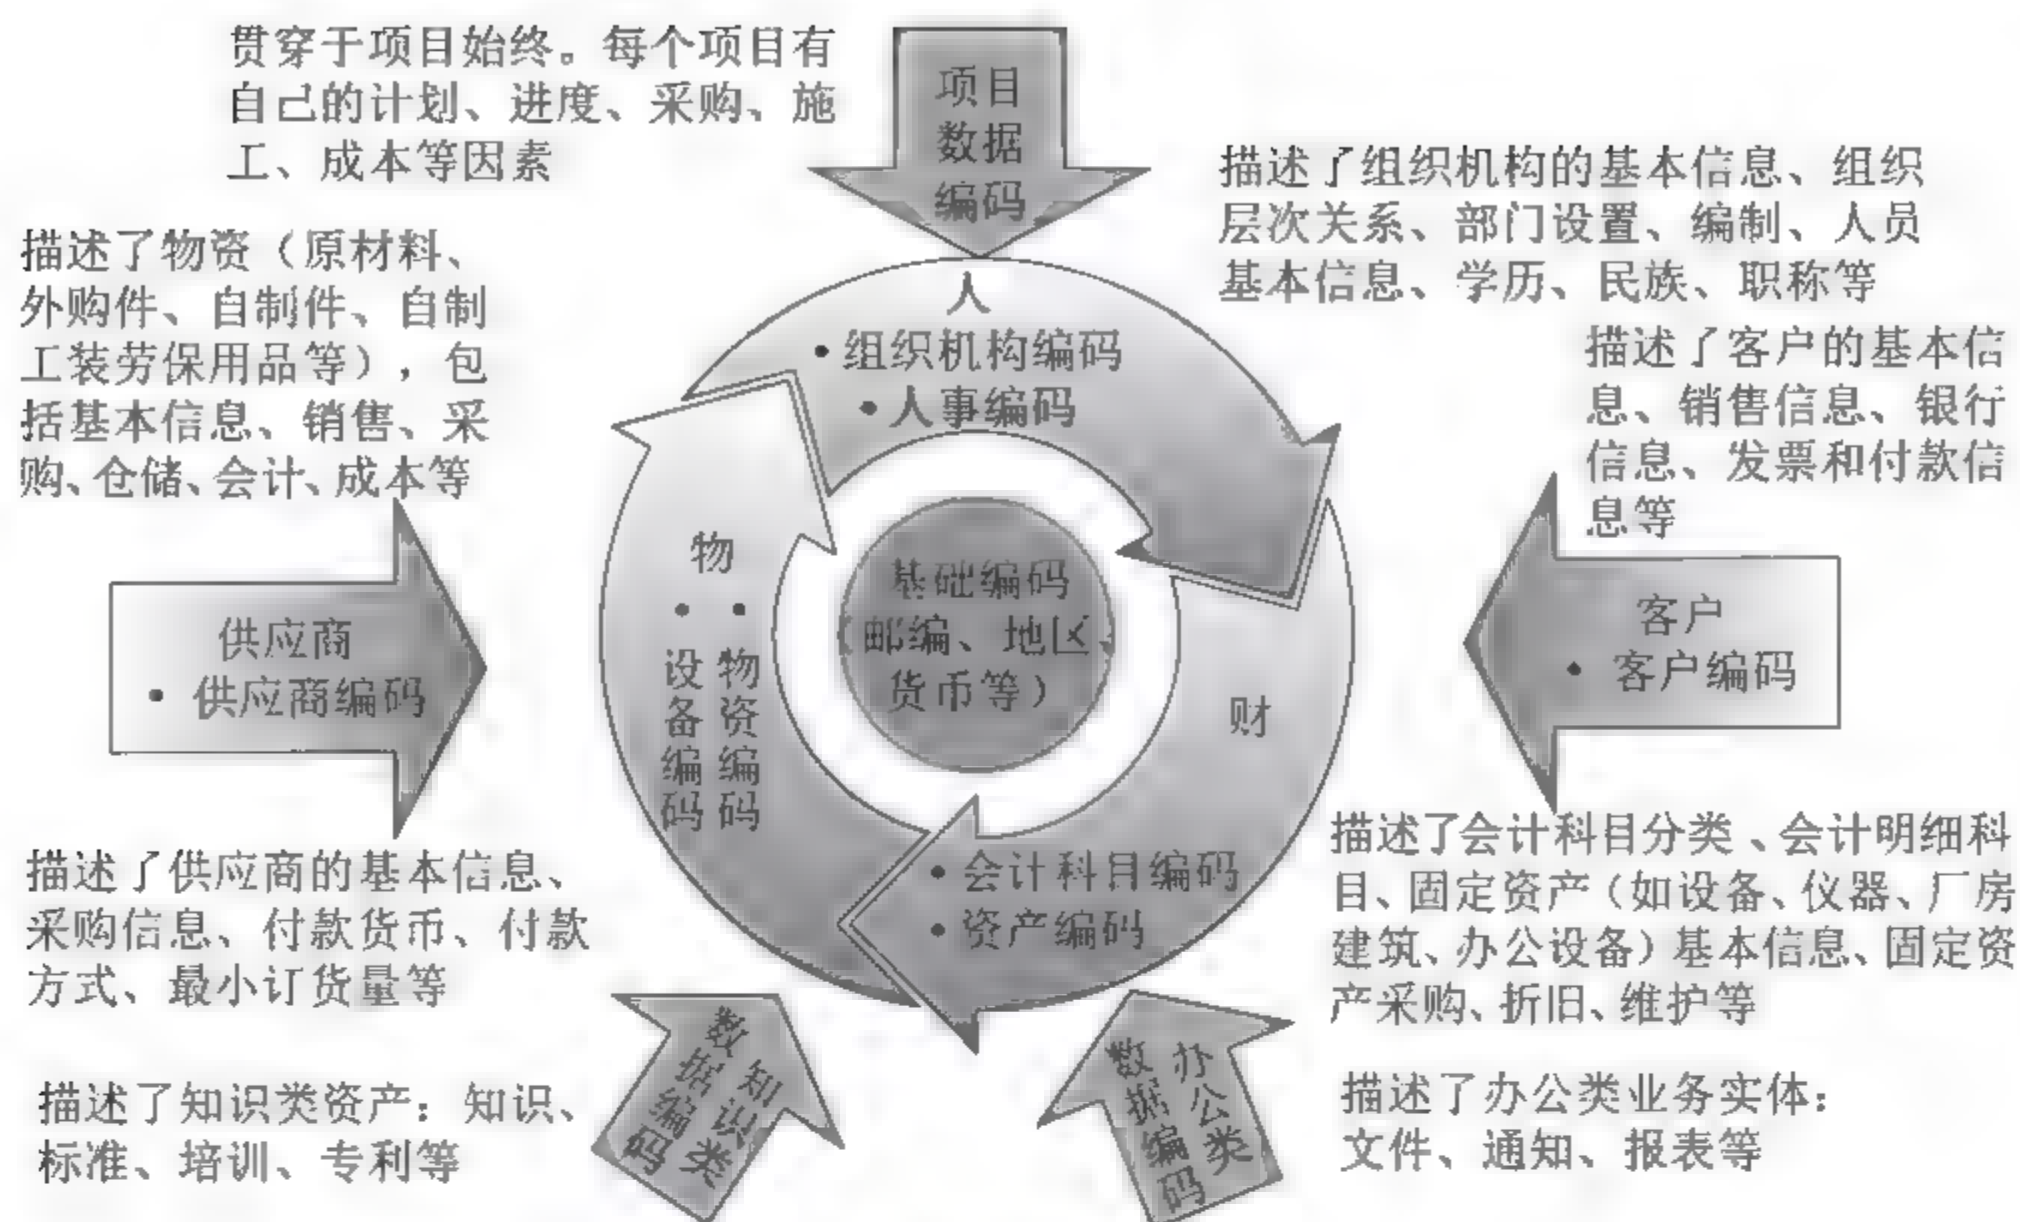 贯穿于项目始终。每个项目有
自己的计划、进度、采购、施
工、成本等因素
项目
数据
编码
描述了组织机构的基本信息、组织
层次关系、部门设置、编制、人员
基本信息、学历、民族、职称等
描述了物资（原材料、
外购件、自制件、自制
工装劳保用品等），包
括基本信息、销售、采
购、仓储、会计、成本等
人
• 组织机构编码
• 人事编码
描述了客户的基本信
息、销售信息、银行
信息、发票和付款信
息等
物
• 物资编码
• 设备编码
基础编码
（邮编、地区、
货币等）
财
• 会计科目编码
• 资产编码
供应商
• 供应商编码
客户
• 客户编码
描述了供应商的基本信息、
采购信息、付款货币、付款
方式、最小订货量等
描述了会计科目分类、会计明细科
目、固定资产（如设备、仪器、厂房
建筑、办公设备）基本信息、固定资
产采购、折旧、维护等
知识类
数据编码
办公类
数据编码
描述了知识类资产：知识、
标准、培训、专利等
描述了办公类业务实体：
文件、通知、报表等